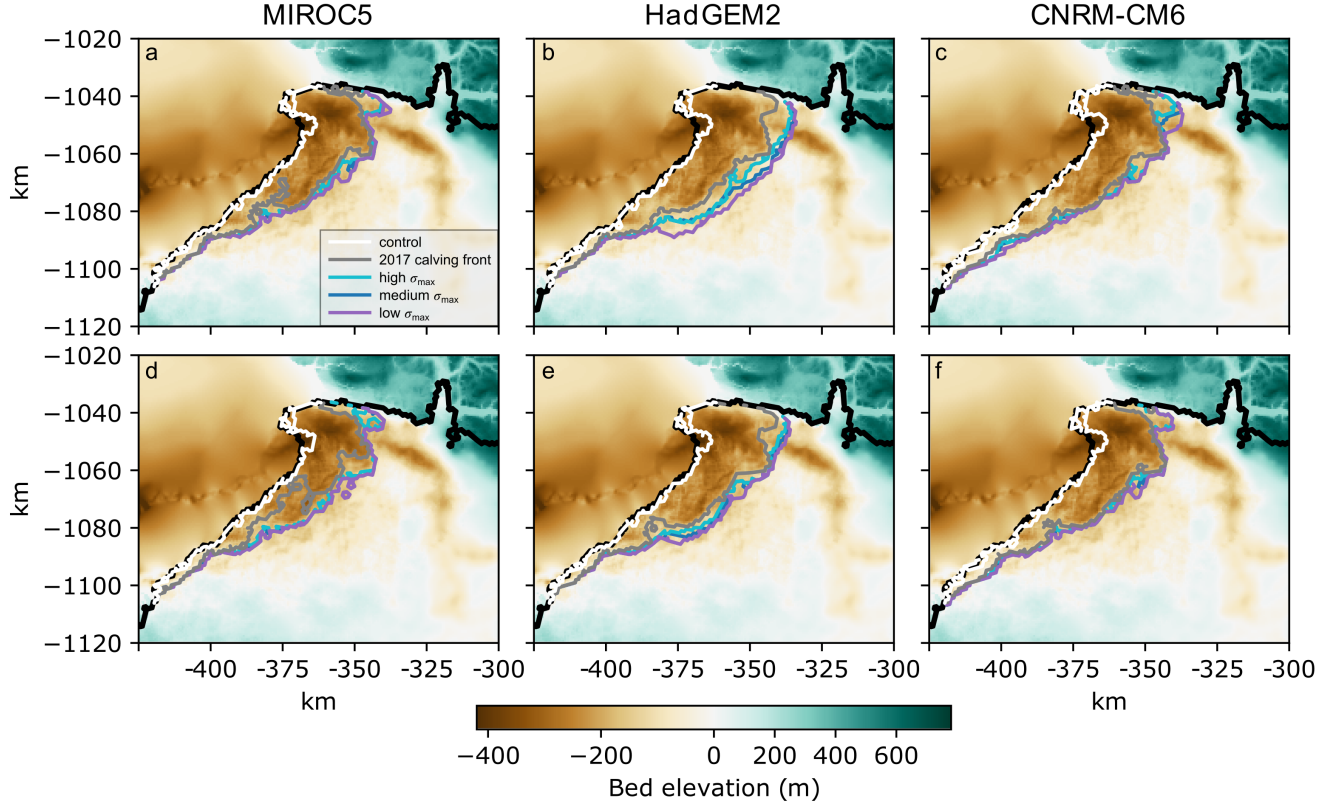 MIROC5 HadGEM2 CNRM-CM6
a b c
−1020
−1040
−1060
−1080
−1100
−1120
km
control
2017 calving front
high σmax
medium σmax
low σmax
d e f
−1020
−1040
−1060
−1080
−1100
−1120
km
-400 -375 -350 -325 -300 -400 -375 -350 -325 -300 -400 -375 -350 -325 -300
km km km
−400 −200 0 200 400 600
Bed elevation (m)